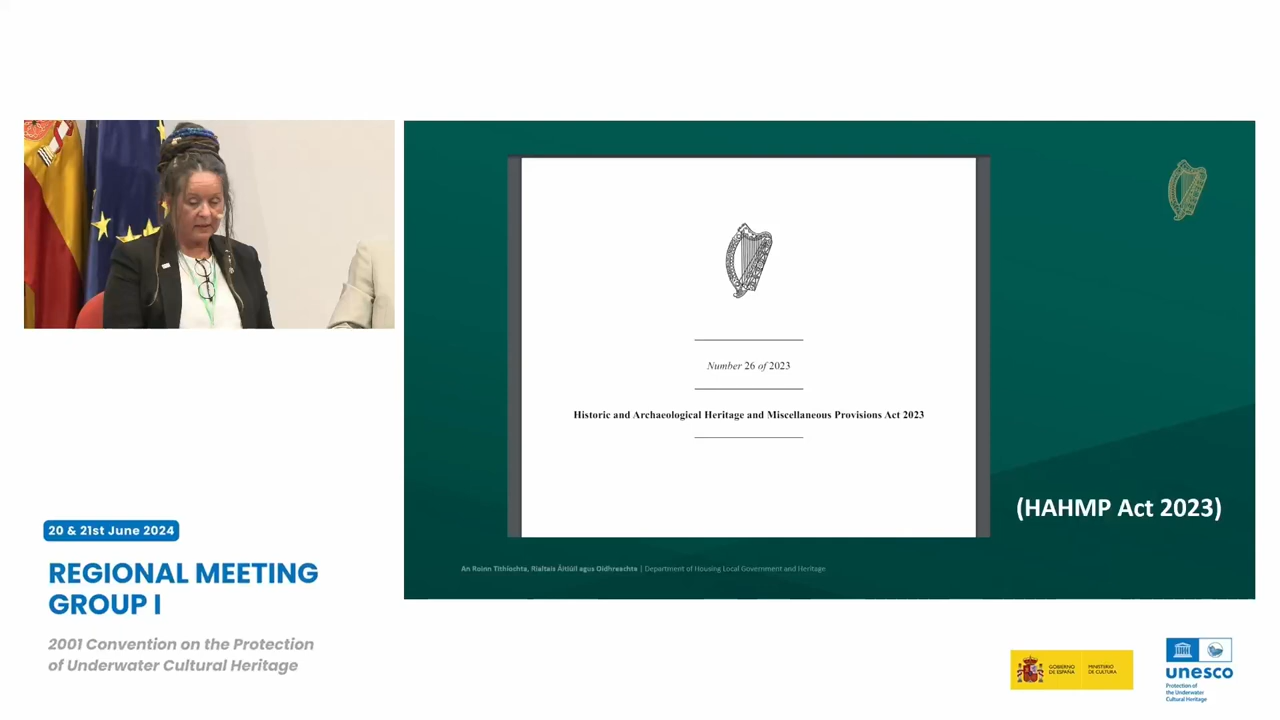 Number 26 of 2023
Historic and Archaeological Heritage and Miscellaneous Provisions Act 2023
(HAHMP Act 2023)
An Roinn Tithíochta, Rialtais Áitiúil agus Oidhreachta | Department of Housing Local Government and Heritage
20 & 21st June 2024
REGIONAL MEETING
GROUP I
2001 Convention on the Protection
of Underwater Cultural Heritage
GOBIERNO
DE ESPAÑA
MINISTERIO
DE CULTURA
unesco
Protection of
the Underwater
Cultural Heritage